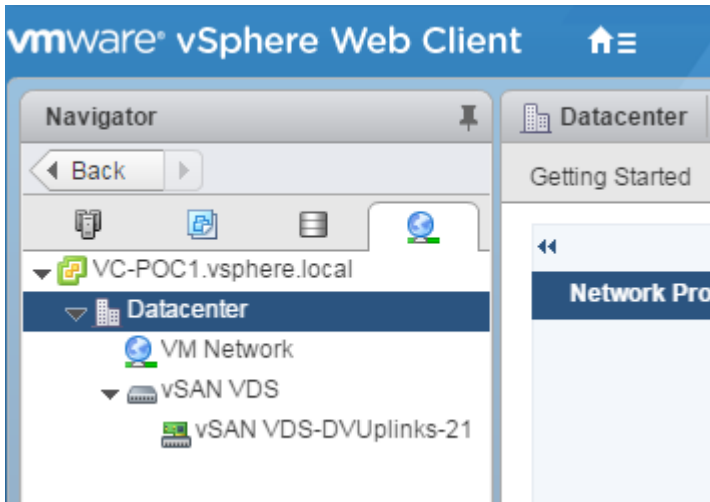 vmware® vSphere Web Client
Navigator
Back
VC-POC1.vsphere.local
Datacenter
VM Network
vSAN VDS
vSAN VDS-DVUplinks-21
Datacenter
Getting Started
Network Pro